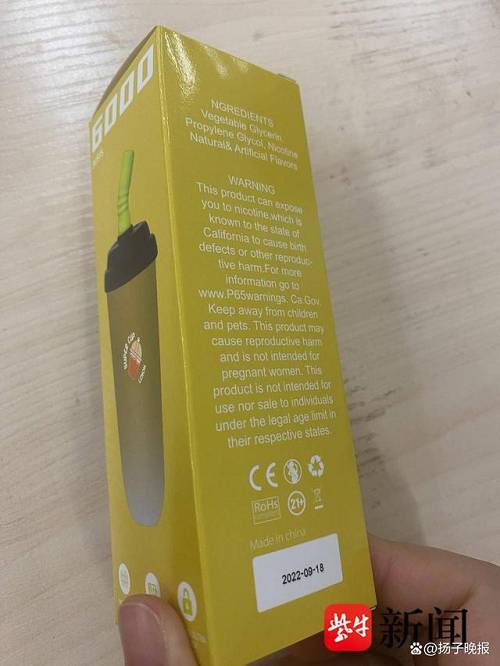 6000
NGREDIENTS
Vegetable Glycerin,
Propylene Glycol, Nicotine
Natural& Artificial Flavors
WARNING
This product can expose
you to nicotine,which is
known to the state of
California to cause birth
defects or other reproduc-
tive harm.For more
information go to
www.P65warnings. Ca.Gov.
Keep away from children
and pets. This product may
cause reproductive harm
and is not intended for
pregnant women. This
product is not intended for
use nor sale to individuals
under the legal age limit in
their respective states.
CE
RoHs
21+
Made in china
2022-09-18
紫牛新闻
@扬子晚报